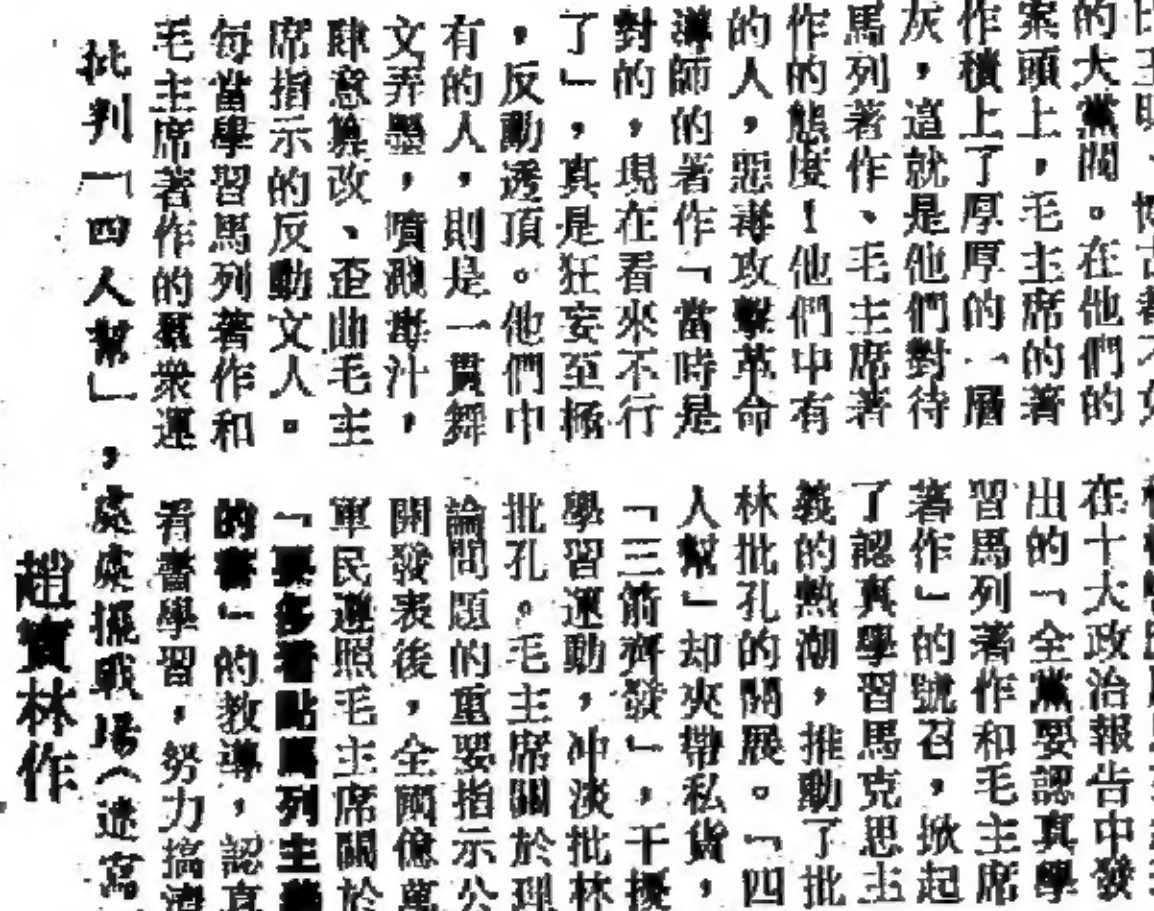 的大黨閥。在他們的
案頭上，毛主席的著
作積上了厚厚的一層
灰，這就是他們對待
馬列著作、毛主席著
作的態度！他們中有
的人，惡毒攻擊革命
導師的著作「當時是
對的，現在看來不行
了」，真是狂妄至極
，反動透頂。他們中
有的人，則是一貫舞
文弄墨，噴濺毒汁，
肆意篡改、歪曲毛主
席指示的反動文人。
每當學習馬列著作和
毛主席著作的羣衆運
在十大政治報告中發
出的「全黨要認真學
習馬列著作和毛主席
著作」的號召，掀起
了認真學習馬克思主
義的熱潮，推動了批
林批孔的開展。「四
人幫」却夾帶私貨，
「三箭齊發」，干擾
學習運動，冲淡批林
批孔。毛主席關於理
論問題的重要指示公
開發表後，全國億萬
軍民遵照毛主席關於
「要多看點馬列主義
的書」的教導，認真
看書學習，努力搞清
批判「四人幫」，處處擺戰場（速寫
趙寶林作